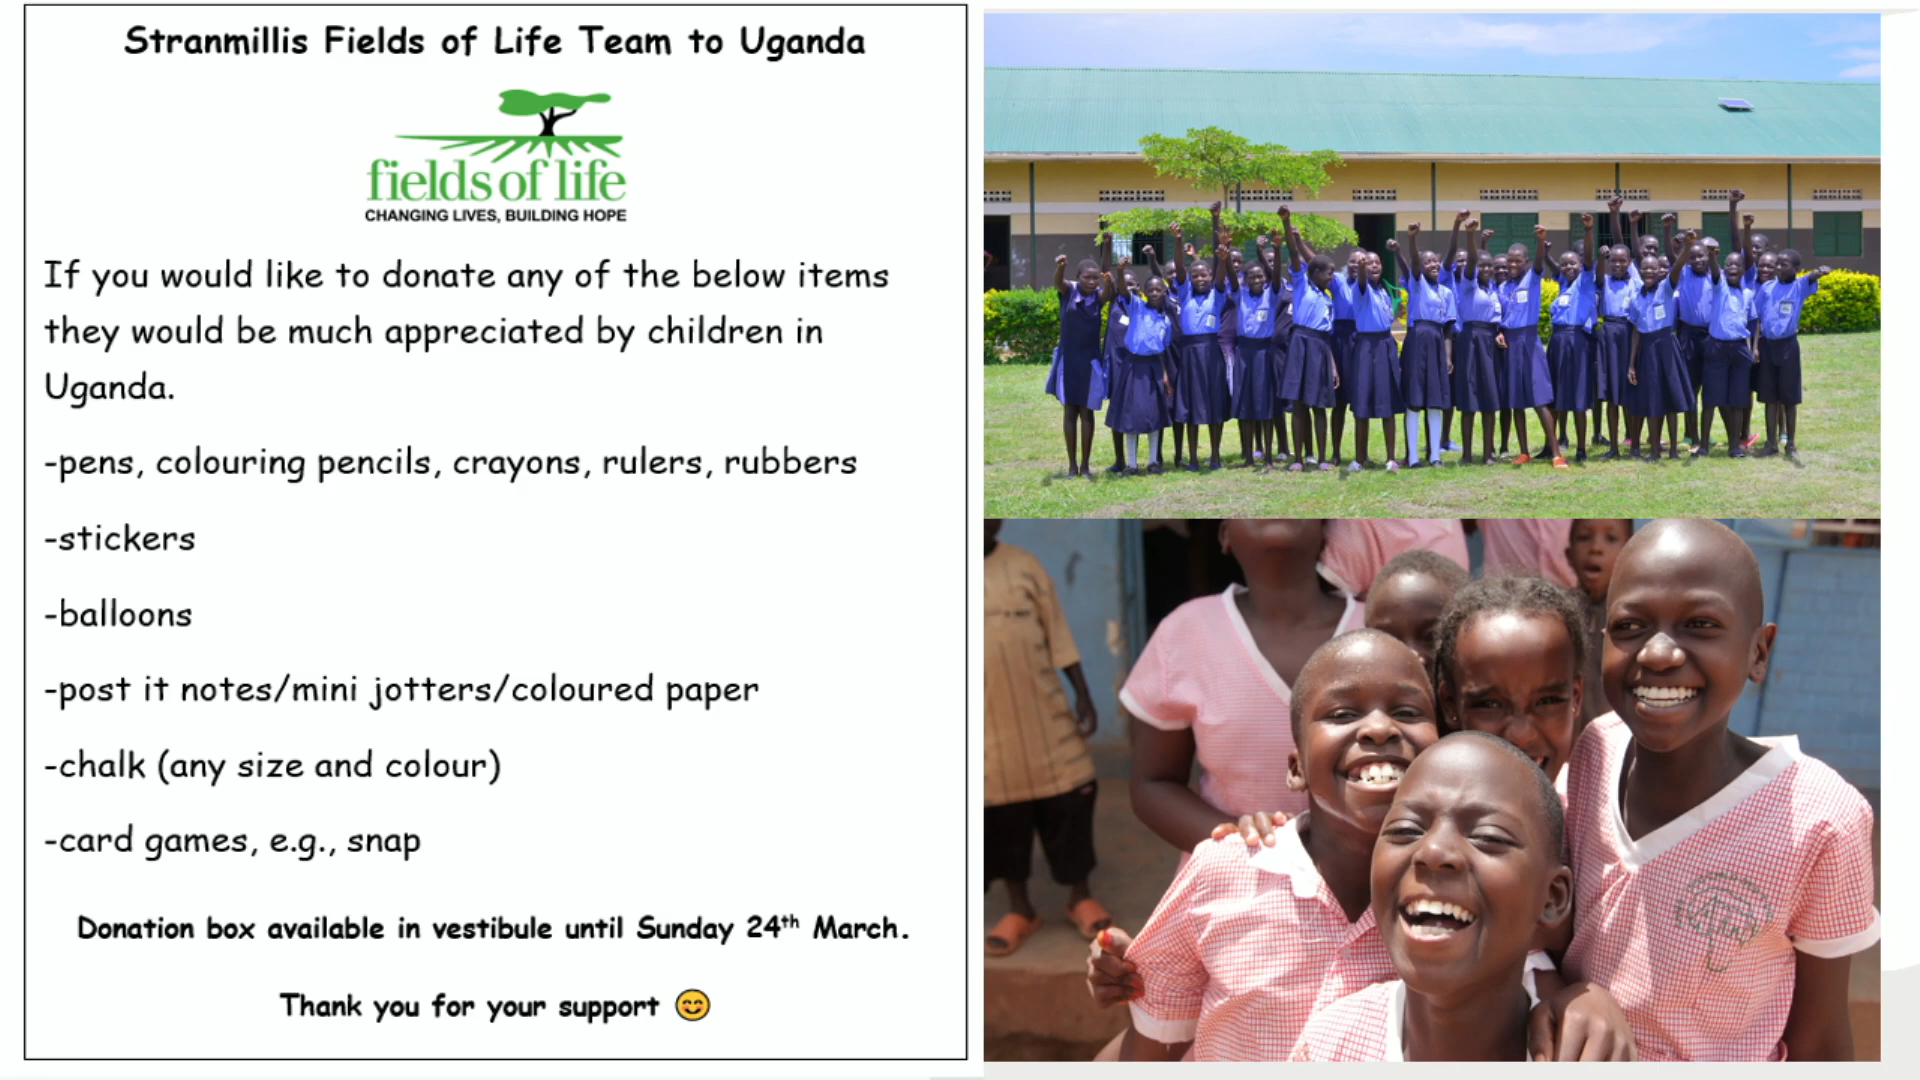 Stranmillis Fields of Life Team to Uganda
fields of life
CHANGING LIVES, BUILDING HOPE
If you would like to donate any of the below items
they would be much appreciated by children in
Uganda.
-pens, colouring pencils, crayons, rulers, rubbers
-stickers
-balloons
-post it notes/mini jotters/coloured paper
-chalk (any size and colour)
-card games, e.g., snap
Donation box available in vestibule until Sunday 24th March.
Thank you for your support 😊